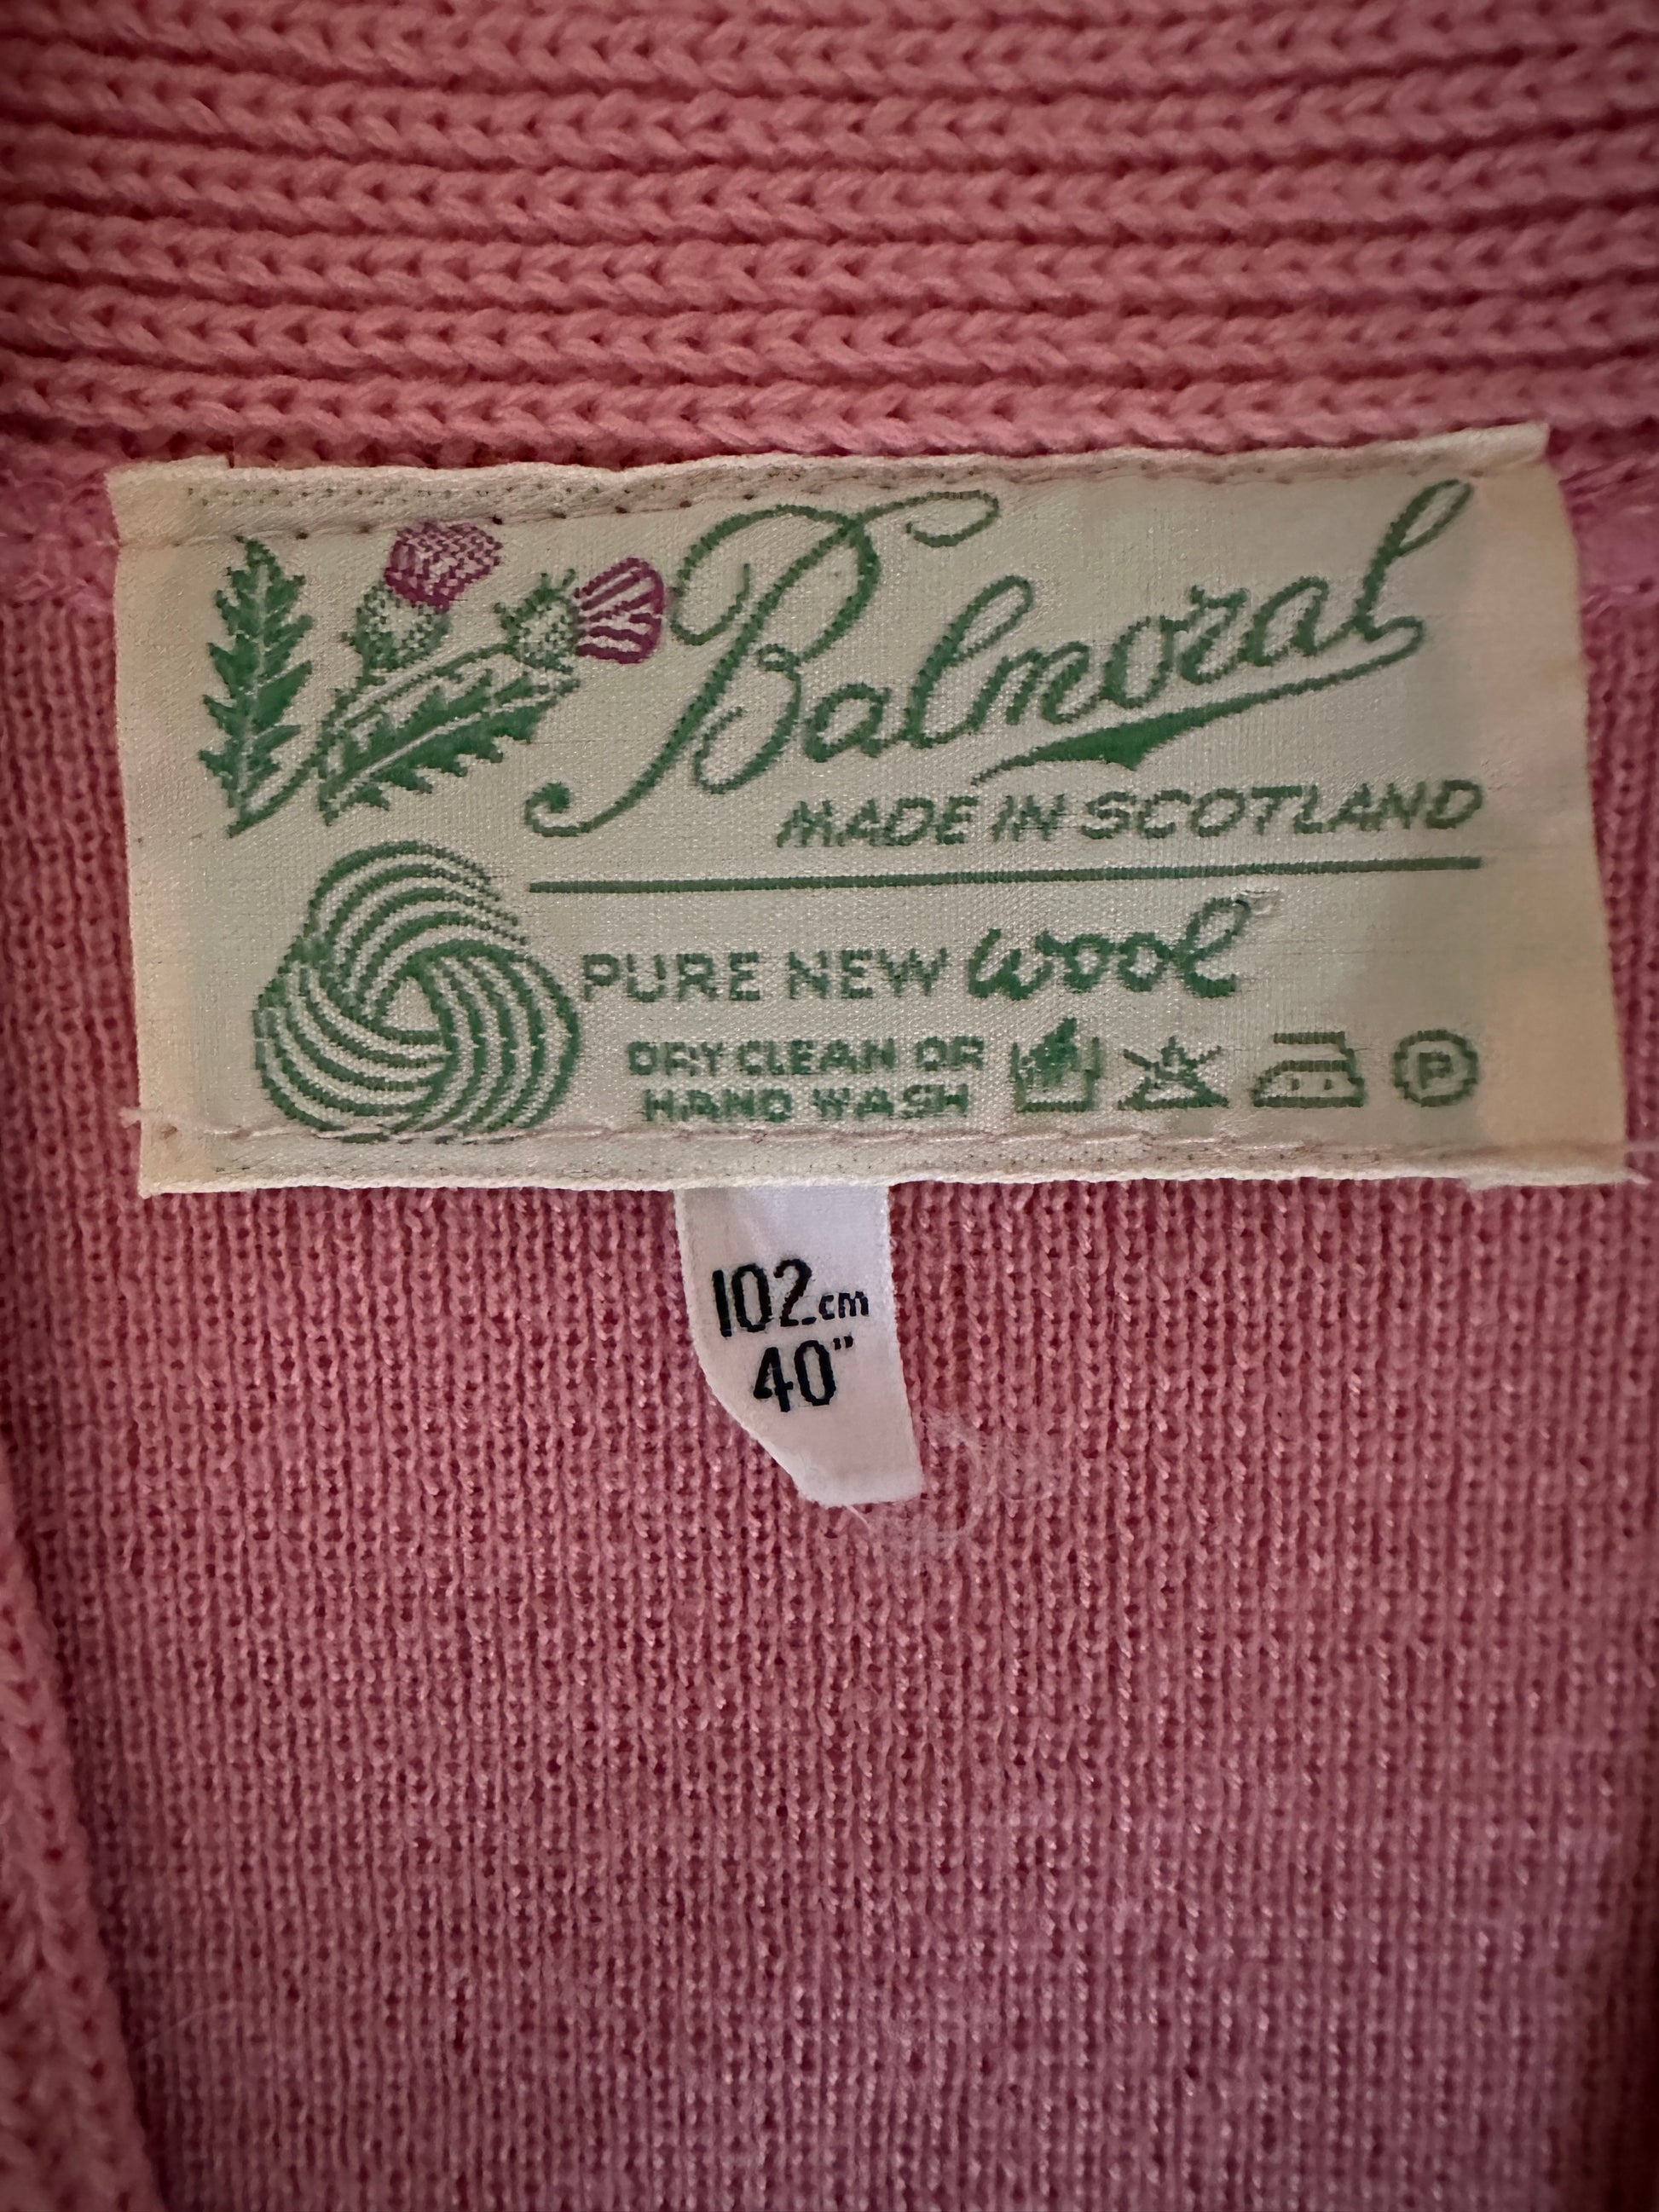 Balmoral
MADE IN SCOTLAND
PURE NEW wool
DRY CLEAN OR
HAND WASH
P
102cm
40"